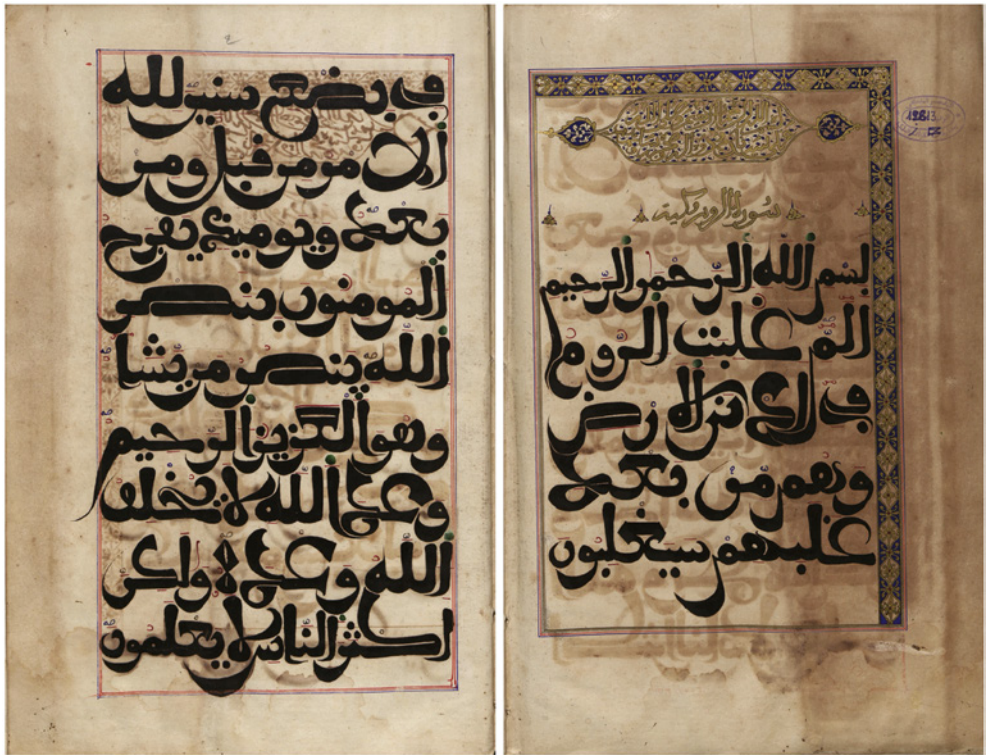 سورة الروم مكية
بسم الله الرحمن الرحيم
الم غلبت الروم
في ادنى الارض
وهم من بعد
غلبهم سيغلبون
في بضع سنين لله
الامر من قبل ومن
بعد ويوميذ يفرح
المومنون بنصر
الله ينصر من يشا
وهو العزيز الرحيم
وعد الله لا يخلف
الله وعده ولكن
اكثر الناس لا يعلمون